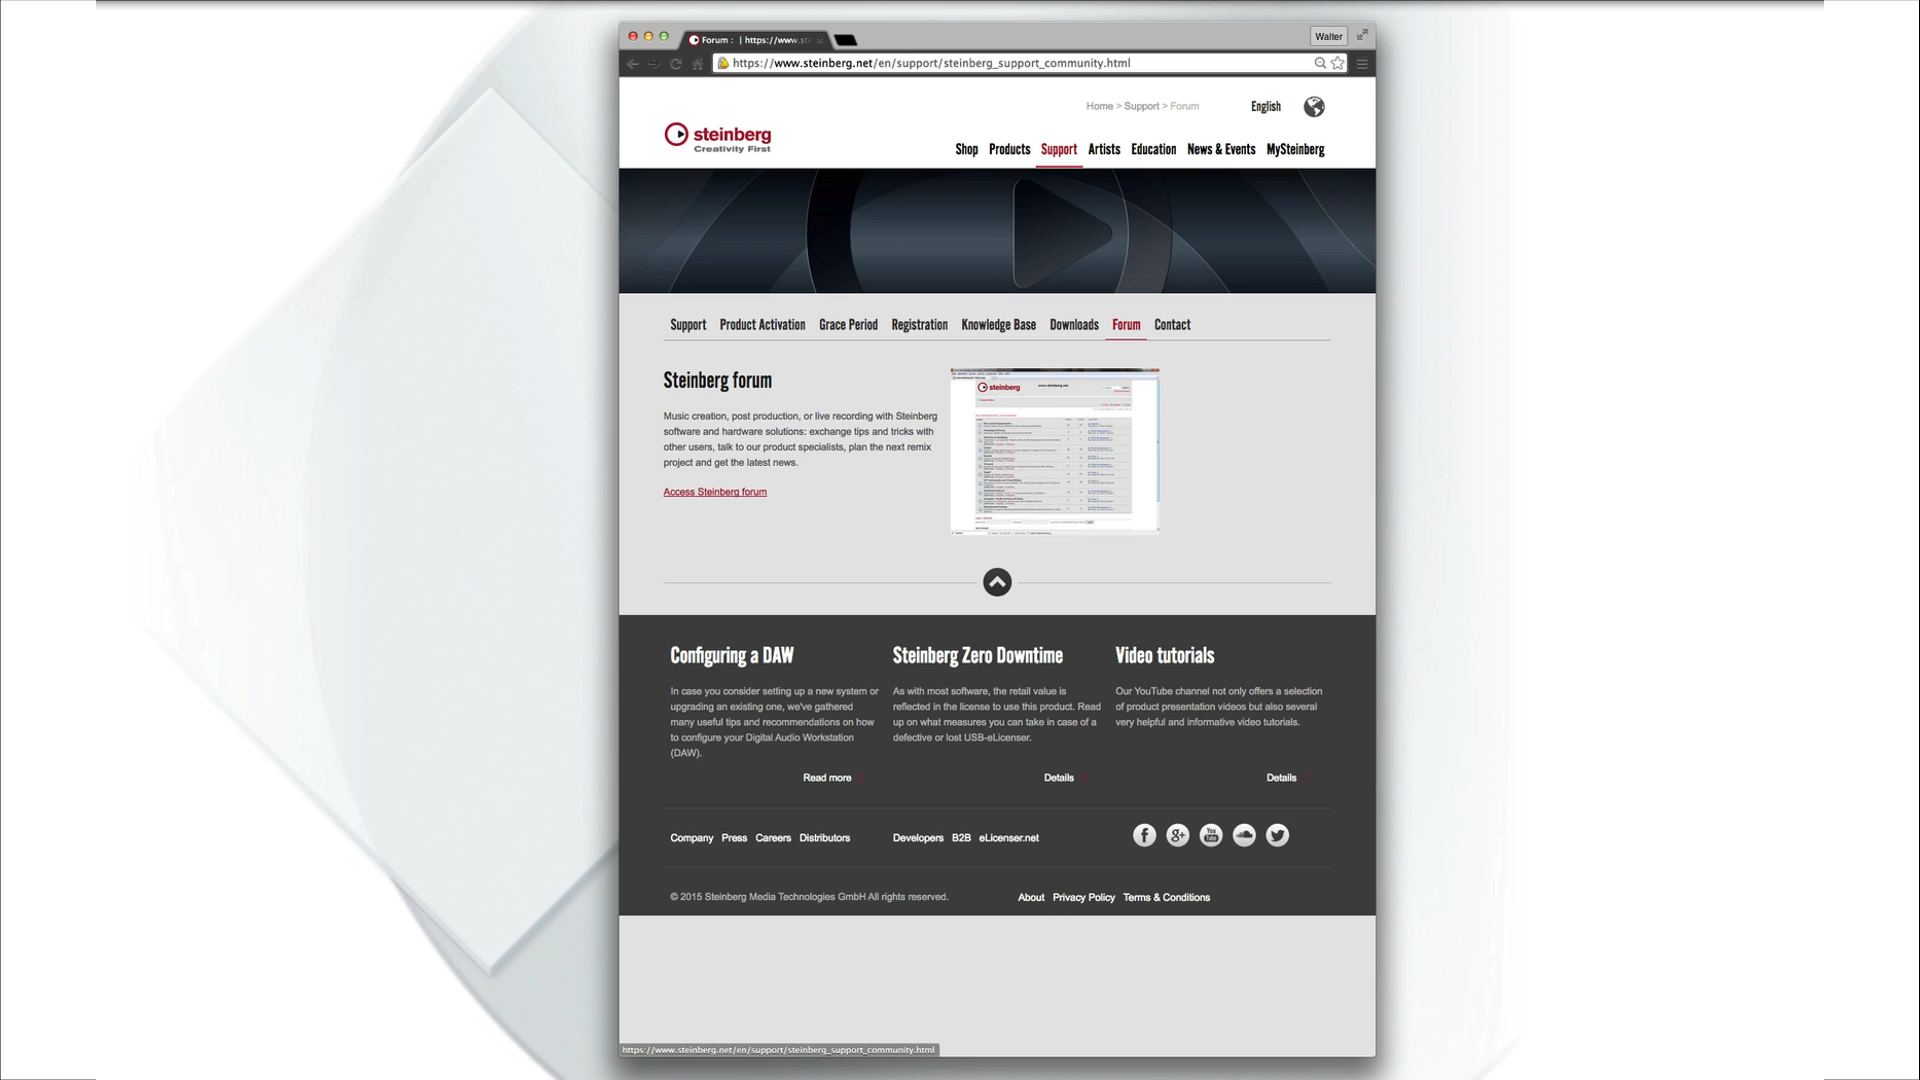 Forum : | https://www.st
Walter
https://www.steinberg.net/en/support/steinberg_support_community.html
Home > Support > Forum
English
steinberg
Creativity First
Shop Products Support Artists Education News & Events MySteinberg
Support Product Activation Grace Period Registration Knowledge Base Downloads Forum Contact
Steinberg forum
Music creation, post production, or live recording with Steinberg
software and hardware solutions: exchange tips and tricks with
other users, talk to our product specialists, plan the next remix
project and get the latest news.
Access Steinberg forum
steinberg
Configuring a DAW
In case you consider setting up a new system or
upgrading an existing one, we've gathered
many useful tips and recommendations on how
to configure your Digital Audio Workstation
(DAW).
Read more
Steinberg Zero Downtime
As with most software, the retail value is
reflected in the license to use this product. Read
up on what measures you can take in case of a
defective or lost USB-eLicenser.
Details
Video tutorials
Our YouTube channel not only offers a selection
of product presentation videos but also several
very helpful and informative video tutorials.
Details
Company Press Careers Distributors
Developers B2B eLicenser.net
f g+ You Tube
© 2015 Steinberg Media Technologies GmbH All rights reserved.
About Privacy Policy Terms & Conditions
https://www.steinberg.net/en/support/steinberg_support_community.html